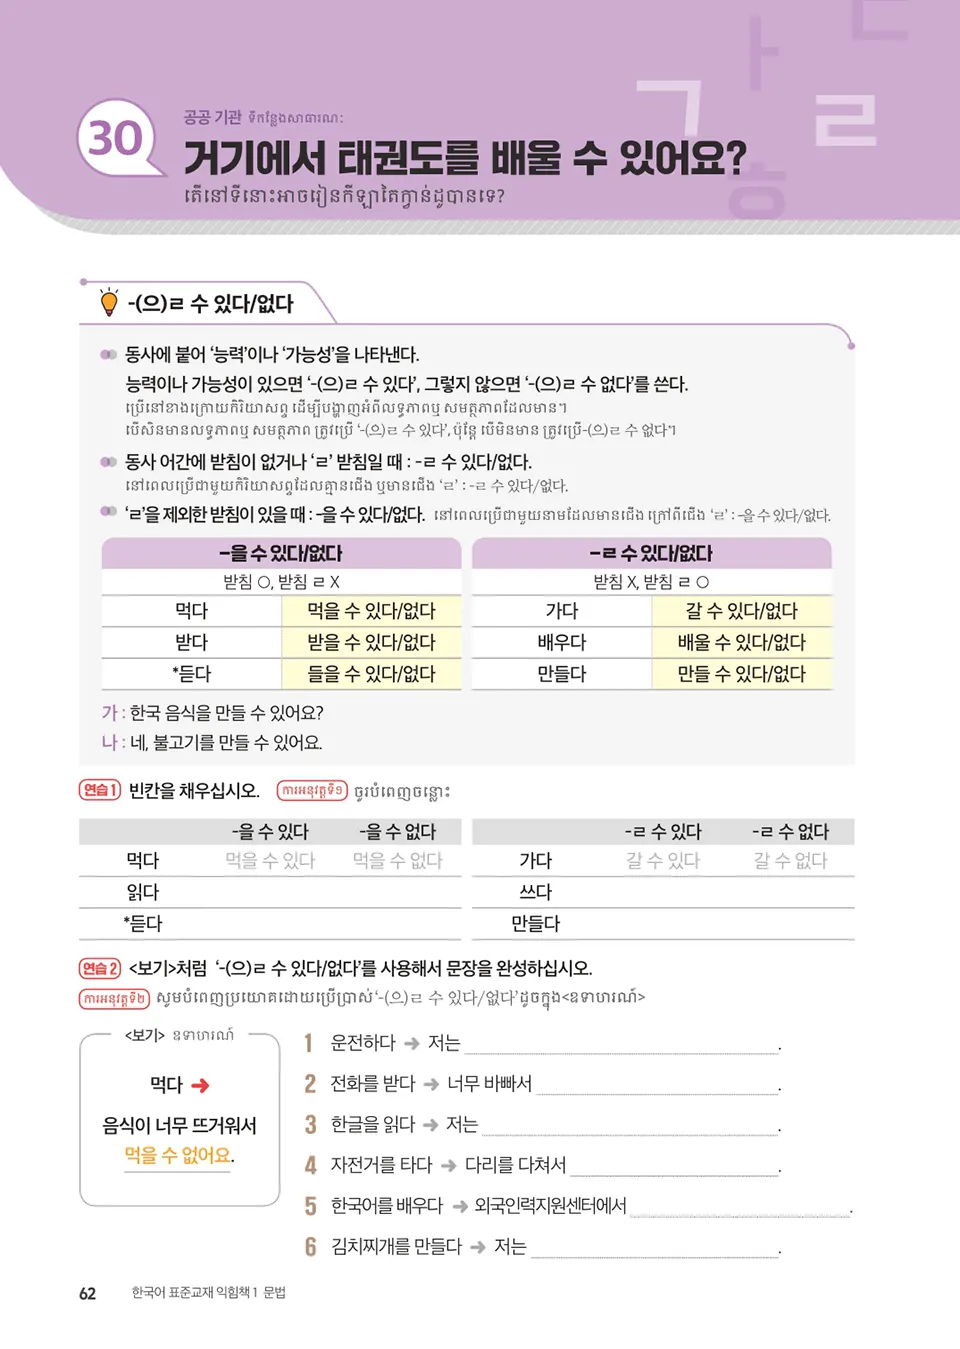 30
공공 기관 ទីកន្លែងសាធារណៈ
거기에서 태권도를 배울 수 있어요?
តើនៅទីនោះអាចរៀនកីឡាតៃក្វាន់ដូបានទេ?
-(으)ㄹ 수 있다/없다
동사에 붙어 ‘능력’이나 ‘가능성’을 나타낸다.
능력이나 가능성이 있으면 ‘-(으)ㄹ 수 있다’, 그렇지 않으면 ‘-(으)ㄹ 수 없다’를 쓴다.
ប្រើនៅខាងក្រោយកិរិយាសព្ទ ដើម្បីបង្ហាញអំពីលទ្ធភាពឬ សមត្ថភាពដែលមាន។
បើសិនមានលទ្ធភាពឬ សមត្ថភាព ត្រូវប្រើ ‘-(으)ㄹ 수 있다’, ប៉ុន្តែ បើមិនមាន ត្រូវប្រើ-(으)ㄹ 수 없다។
동사 어간에 받침이 없거나 ‘ㄹ’ 받침일 때 : -ㄹ 수 있다/없다.
នៅពេលប្រើជាមួយកិរិយាសព្ទដែលគ្មានជើង ឬមានជើង ‘ㄹ’ : -ㄹ 수 있다/없다.
‘ㄹ’을 제외한 받침이 있을 때 : -을 수 있다/없다. នៅពេលប្រើជាមួយនាមដែលមានជើង ក្រៅពីជើង ‘ㄹ’ : -을 수 있다/없다.
-을 수 있다/없다 -ㄹ 수 있다/없다
받침 O, 받침 ㄹ X 받침 X, 받침 ㄹ O
먹다 먹을 수 있다/없다 가다 갈 수 있다/없다
받다 받을 수 있다/없다 배우다 배울 수 있다/없다
*듣다 들을 수 있다/없다 만들다 만들 수 있다/없다
가 : 한국 음식을 만들 수 있어요?
나 : 네, 불고기를 만들 수 있어요.
연습 1 빈칸을 채우십시오. ការអនុវត្តទី១ ចូរបំពេញចន្លោះ
-을 수 있다 -을 수 없다 -ㄹ 수 있다 -ㄹ 수 없다
먹다 먹을 수 있다 먹을 수 없다 가다 갈 수 있다 갈 수 없다
읽다 쓰다
*듣다 만들다
연습 2 <보기>처럼 ‘-(으)ㄹ 수 있다/없다’를 사용해서 문장을 완성하십시오.
ការអនុវត្តទី២ សូមបំពេញប្រយោគដោយប្រើប្រាស់ ‘-(으)ㄹ 수 있다/없다’ ដូចក្នុង<ឧទាហរណ៍>
<보기> ឧទាហរណ៍
먹다 ➜
음식이 너무 뜨거워서
먹을 수 없어요.
1 운전하다 ➜ 저는 .
2 전화를 받다 ➜ 너무 바빠서 .
3 한글을 읽다 ➜ 저는 .
4 자전거를 타다 ➜ 다리를 다쳐서 .
5 한국어를 배우다 ➜ 외국인력지원센터에서 .
6 김치찌개를 만들다 ➜ 저는 .
62 한국어 표준교재 익힘책 1 문법